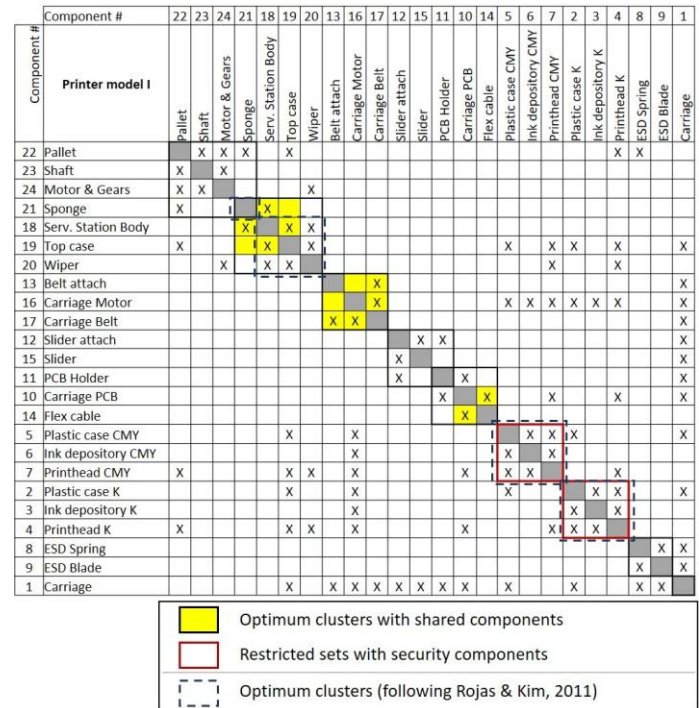 Component # 22 23 24 21 18 19 20 13 16 17 12 15 11 10 14 5 6 7 2 3 4 8 9 1
Component #
Printer model I
Pallet
Shaft
Motor & Gears
Sponge
Serv. Station Body
Top case
Wiper
Belt attach
Carriage Motor
Carriage Belt
Slider attach
Slider
PCB Holder
Carriage PCB
Flex cable
Plastic case CMY
Ink depository CMY
Printhead CMY
Plastic case K
Ink depository K
Printhead K
ESD Spring
ESD Blade
Carriage
22 Pallet X X X X X X
23 Shaft X X
24 Motor & Gears X X X
21 Sponge X X
18 Serv. Station Body X X X
19 Top case X X X X X X X X
20 Wiper X X X X X
13 Belt attach X X
16 Carriage Motor X X X X X X X X
17 Carriage Belt X X X
12 Slider attach X X X
15 Slider X X
11 PCB Holder X X X
10 Carriage PCB X X X X X
14 Flex cable X
5 Plastic case CMY X X X X X X
6 Ink depository CMY X X X
7 Printhead CMY X X X X X X X X
2 Plastic case K X X X X X X
3 Ink depository K X X X
4 Printhead K X X X X X X X X
8 ESD Spring X X
9 ESD Blade X X
1 Carriage X X X X X X X X X X X X
Optimum clusters with shared components
Restricted sets with security components
Optimum clusters (following Rojas & Kim, 2011)